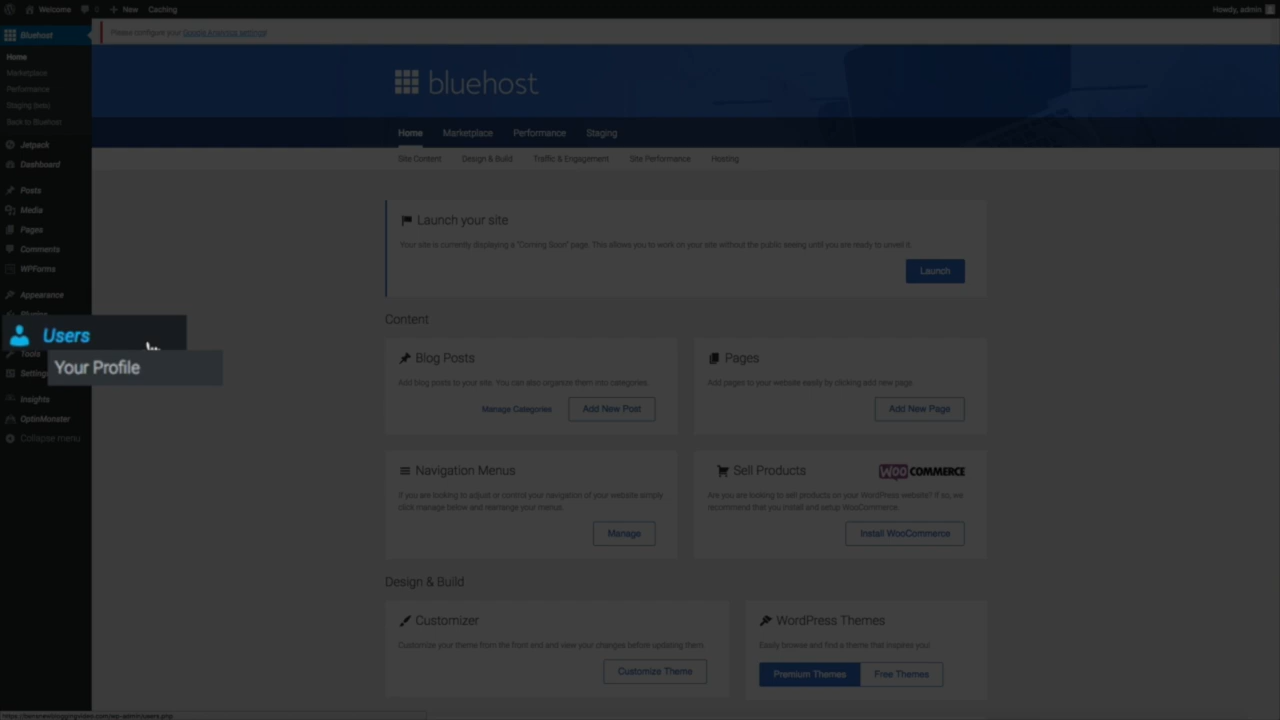 Welcome 0 New Caching
Howdy, admin
Bluehost
Please configure your Google Analytics settings!
Home
Marketplace
Performance
Staging (beta)
Back to Bluehost
bluehost
Home Marketplace Performance Staging
Site Content Design & Build Traffic & Engagement Site Performance Hosting
Jetpack
Dashboard
Posts
Media
Pages
Comments
WPForms
Appearance
Plugins
Users
Your Profile
Tools
Settings
Insights
OptinMonster
Collapse menu
Launch your site
Your site is currently displaying a "Coming Soon" page. This allows you to work on your site without the public seeing until you are ready to unveil it.
Launch
Content
Blog Posts
Add blog posts to your site. You can also organize them into categories.
Manage Categories Add New Post
Pages
Add pages to your website easily by clicking add new page.
Add New Page
Navigation Menus
If you are looking to adjust or control your navigation of your website simply
click manage below and rearrange your menus.
Manage
Sell Products WOO COMMERCE
Are you are looking to sell products on your WordPress website? If so, we
recommend that you install and setup WooCommerce.
Install WooCommerce
Design & Build
Customizer
Customize your theme from the front end and view your changes before updating them.
Customize Theme
WordPress Themes
Easily browse and find a theme that inspires you!
Premium Themes Free Themes